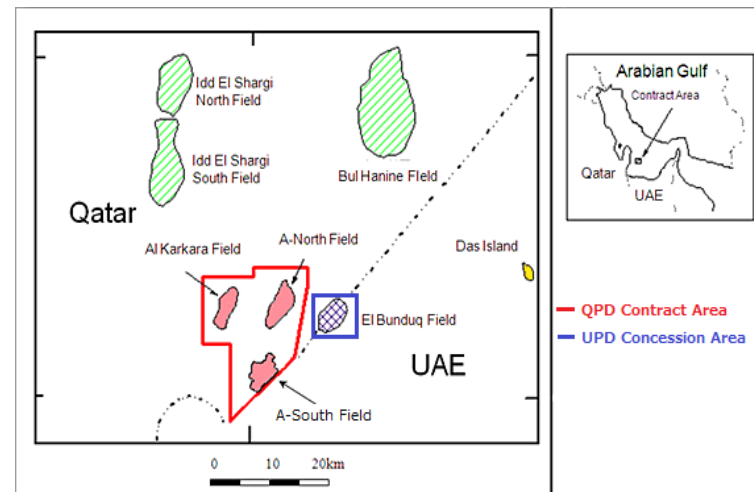 Idd El Shargi
North Field
Idd El Shargi
South Field
Bul Hanine FIeld
Qatar
Al Karkara Field
A-North Field
Das Island
El Bunduq Field
UAE
A-South Field
0 10 20km
Arabian Gulf
Contract Area
Qatar
UAE
QPD Contract Area
UPD Concession Area